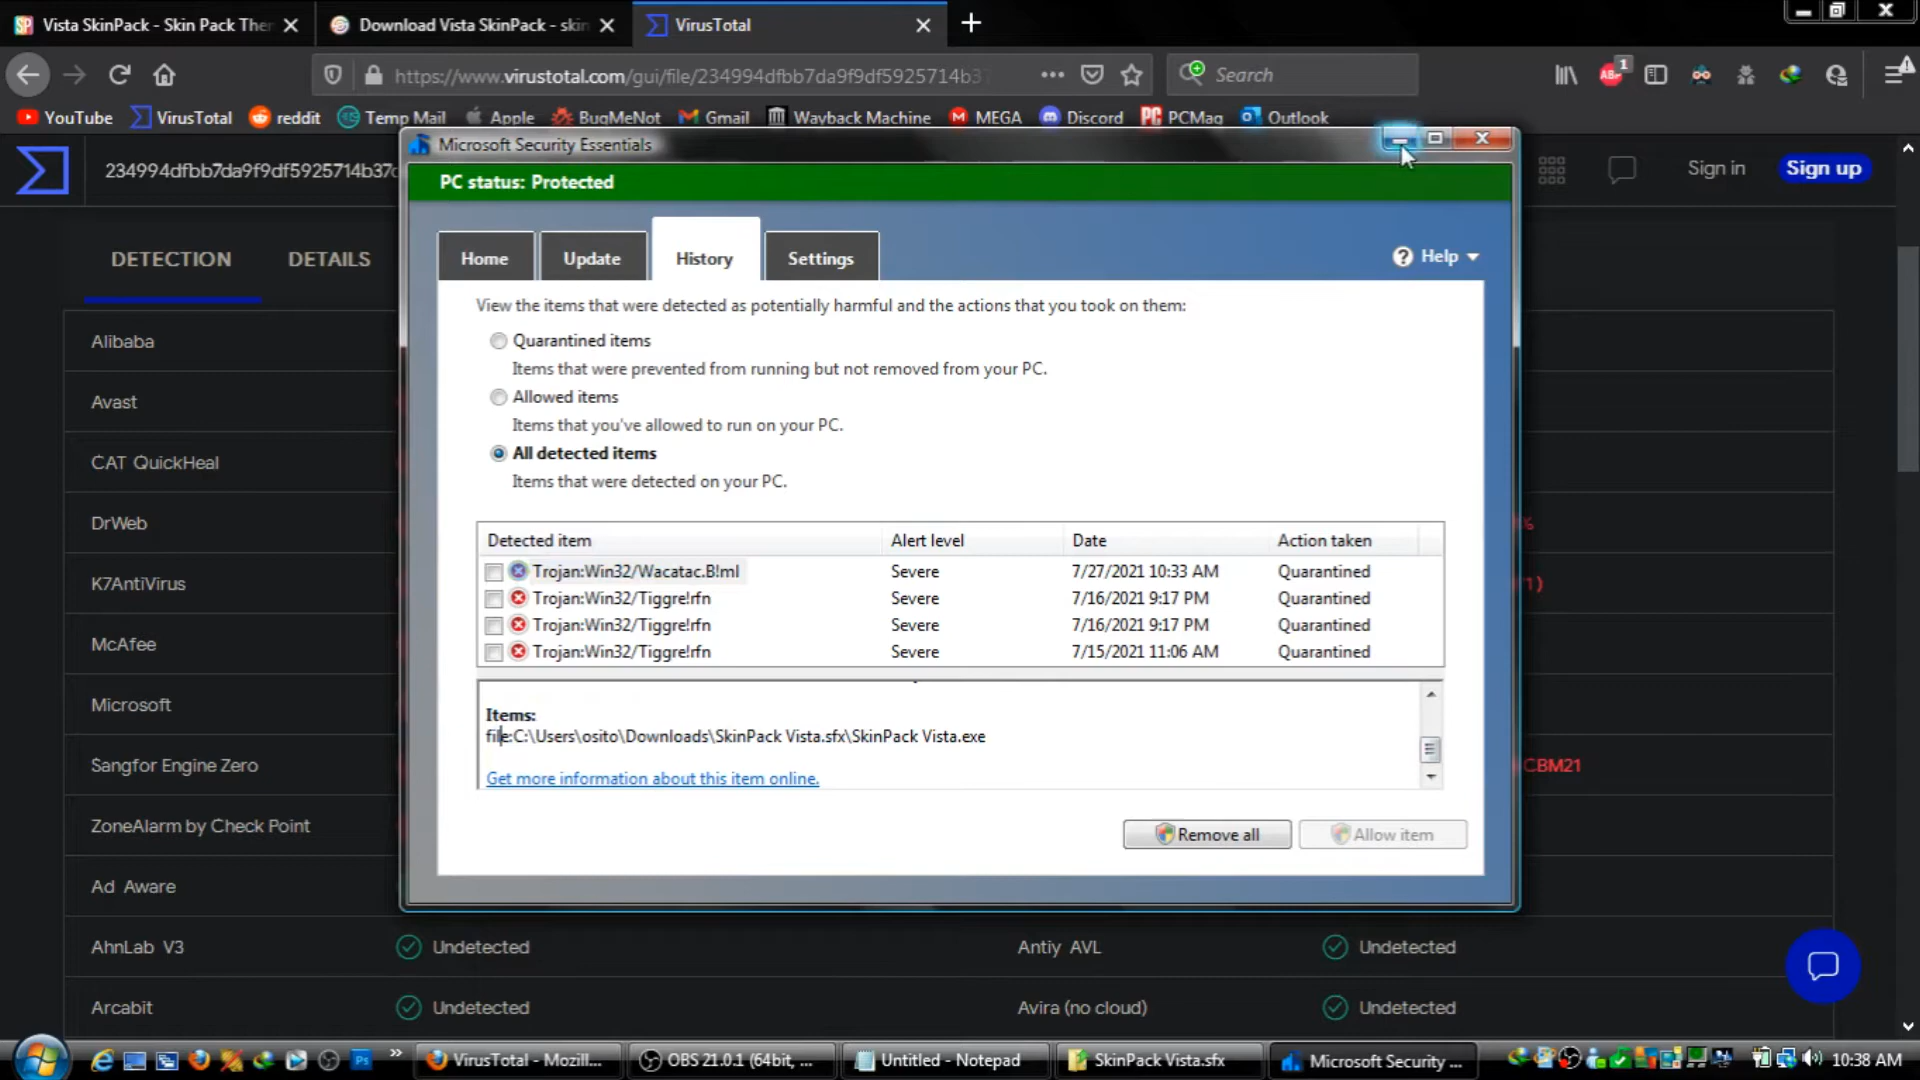 Vista SkinPack - Skin Pack Ther
Download Vista SkinPack - skin
VirusTotal
https://www.virustotal.com/gui/file/234994dfbb7da9f9df5925714b37
Search
1
YouTube VirusTotal reddit Temp Mail Apple BugMeNot Gmail Wayback Machine MEGA Discord PCMag Outlook
234994dfbb7da9f9df5925714b37d
Sign in Sign up
Microsoft Security Essentials
PC status: Protected
Home Update History Settings
Help
DETECTION DETAILS
View the items that were detected as potentially harmful and the actions that you took on them:
Quarantined items
Items that were prevented from running but not removed from your PC.
Allowed items
Items that you've allowed to run on your PC.
All detected items
Items that were detected on your PC.
Detected item Alert level Date Action taken
Trojan:Win32/Wacatac.B!ml Severe 7/27/2021 10:33 AM Quarantined
Trojan:Win32/Tiggre!rfn Severe 7/16/2021 9:17 PM Quarantined
Trojan:Win32/Tiggre!rfn Severe 7/16/2021 9:17 PM Quarantined
Trojan:Win32/Tiggre!rfn Severe 7/15/2021 11:06 AM Quarantined
Items:
file:C:\Users\osito\Downloads\SkinPack Vista.sfx\SkinPack Vista.exe
Get more information about this item online.
Remove all Allow item
Alibaba
Avast
CAT QuickHeal
DrWeb %
K7AntiVirus 1 )
McAfee
Microsoft
Sangfor Engine Zero CBM21
ZoneAlarm by Check Point
Ad Aware
AhnLab V3 Undetected Antiy AVL Undetected
Arcabit Undetected Avira (no cloud) Undetected
VirusTotal - Mozill... OBS 21.0.1 (64bit, ... Untitled - Notepad SkinPack Vista.sfx Microsoft Security ... 10:38 AM